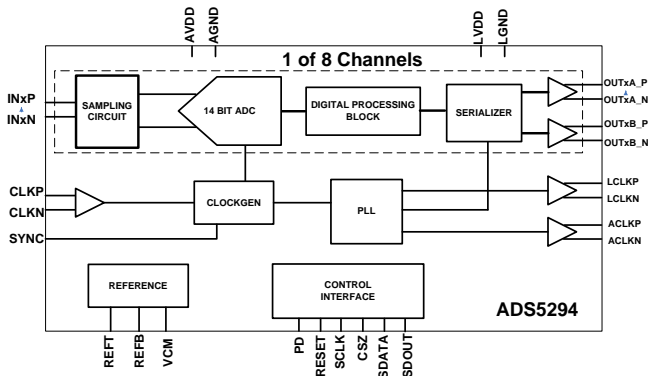 AVDD
AGND
LVDD
LGND
1 of 8 Channels
INxP
INxN
SAMPLING
CIRCUIT
14 BIT ADC
DIGITAL PROCESSING
BLOCK
SERIALIZER
OUTxA_P
OUTxA_N
OUTxB_P
OUTxB_N
CLKP
CLKN
SYNC
CLOCKGEN
PLL
LCLKP
LCLKN
ACLKP
ACLKN
REFERENCE
CONTROL
INTERFACE
ADS5294
REFT
REFB
VCM
PD
RESET
SCLK
CSZ
SDATA
SDOUT